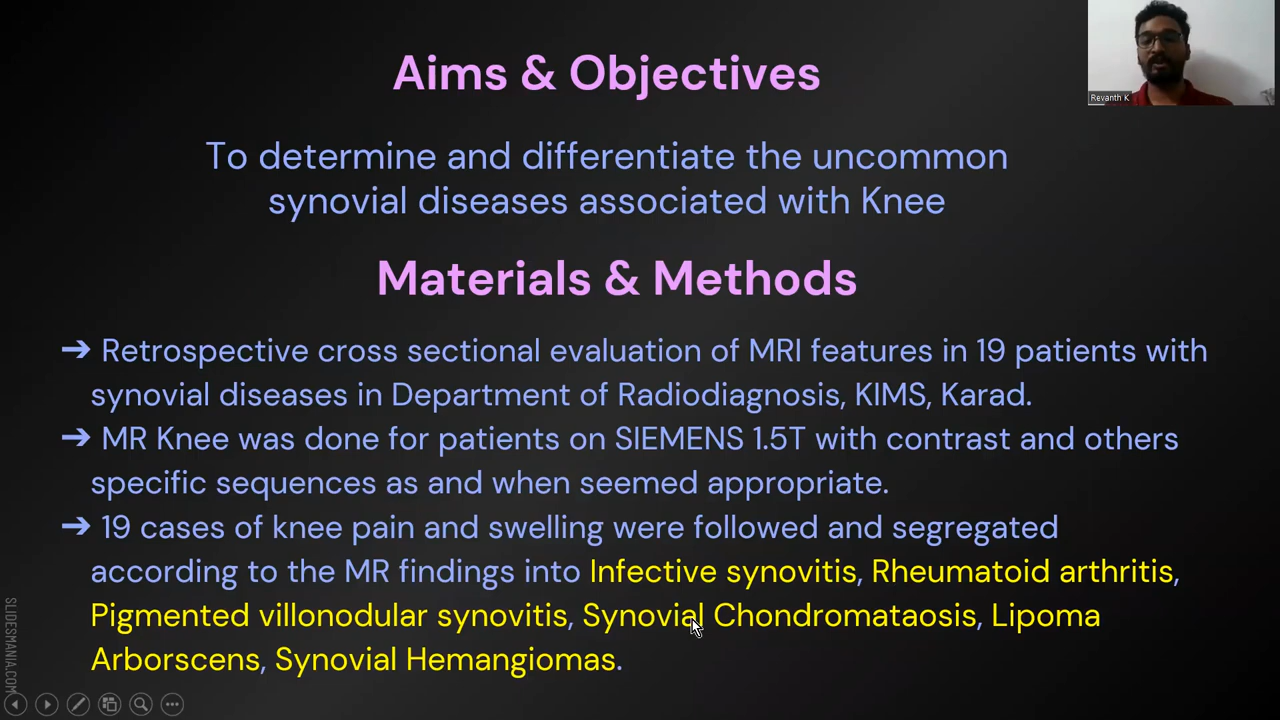 Aims & Objectives
Revanth K
To determine and differentiate the uncommon
synovial diseases associated with Knee
Materials & Methods
➔ Retrospective cross sectional evaluation of MRI features in 19 patients with
synovial diseases in Department of Radiodiagnosis, KIMS, Karad.
➔ MR Knee was done for patients on SIEMENS 1.5T with contrast and others
specific sequences as and when seemed appropriate.
➔ 19 cases of knee pain and swelling were followed and segregated
according to the MR findings into Infective synovitis, Rheumatoid arthritis,
Pigmented villonodular synovitis, Synovial Chondromataosis, Lipoma
Arborscens, Synovial Hemangiomas.
SLIDESMANIA.COM